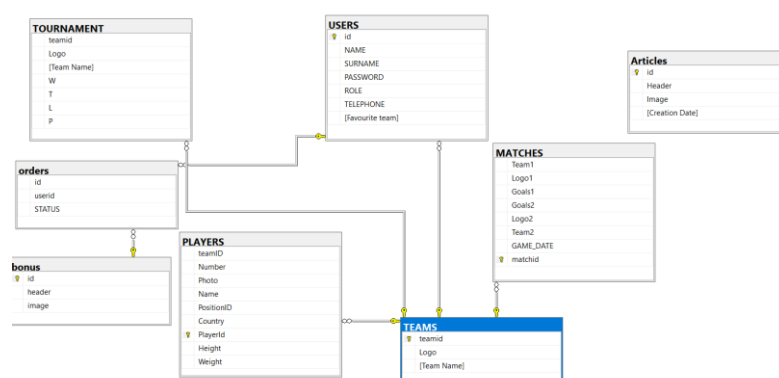 TOURNAMENT
teamid
Logo
[Team Name]
W
T
L
P
USERS
id
NAME
SURNAME
PASSWORD
ROLE
TELEPHONE
[Favourite team]
Articles
id
Header
Image
[Creation Date]
orders
id
userid
STATUS
MATCHES
Team1
Logo1
Goals1
Goals2
Logo2
Team2
GAME_DATE
matchid
bonus
id
header
image
PLAYERS
teamID
Number
Photo
Name
PositionID
Country
PlayerId
Height
Weight
TEAMS
teamid
Logo
[Team Name]